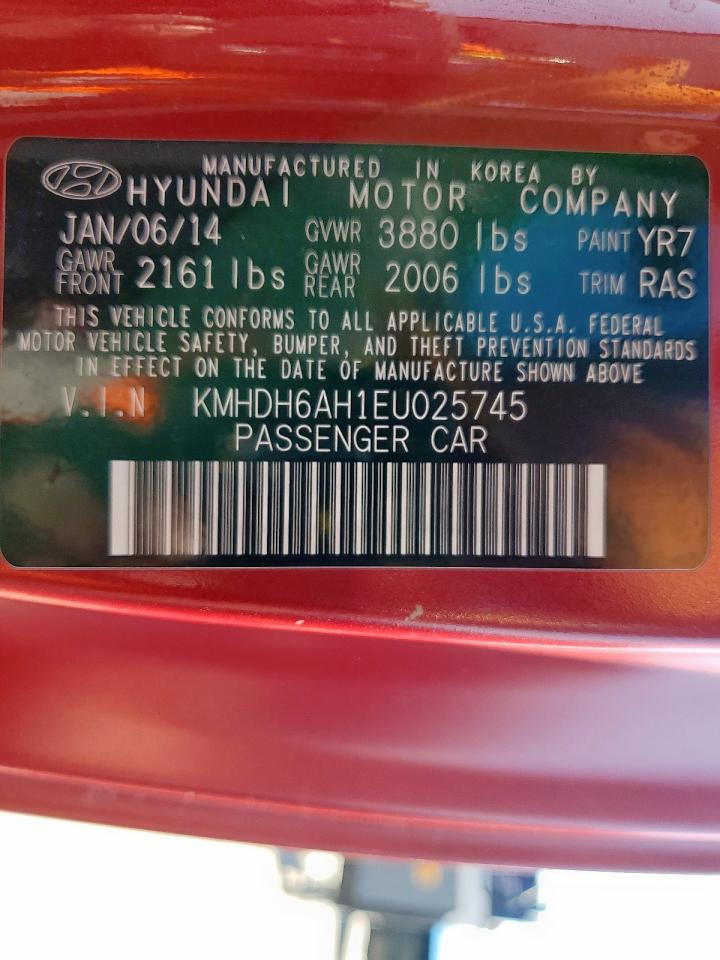 MANUFACTURED IN KOREA BY
HYUNDAI MOTOR COMPANY
JAN/06/14 GVWR 3880 lbs PAINT YR7
GAWR FRONT 2161 lbs GAWR REAR 2006 lbs TRIM RAS
THIS VEHICLE CONFORMS TO ALL APPLICABLE U.S.A. FEDERAL
MOTOR VEHICLE SAFETY, BUMPER, AND THEFT PREVENTION STANDARDS
IN EFFECT ON THE DATE OF MANUFACTURE SHOWN ABOVE
V.I.N KMHDH6AH1EU025745
PASSENGER CAR